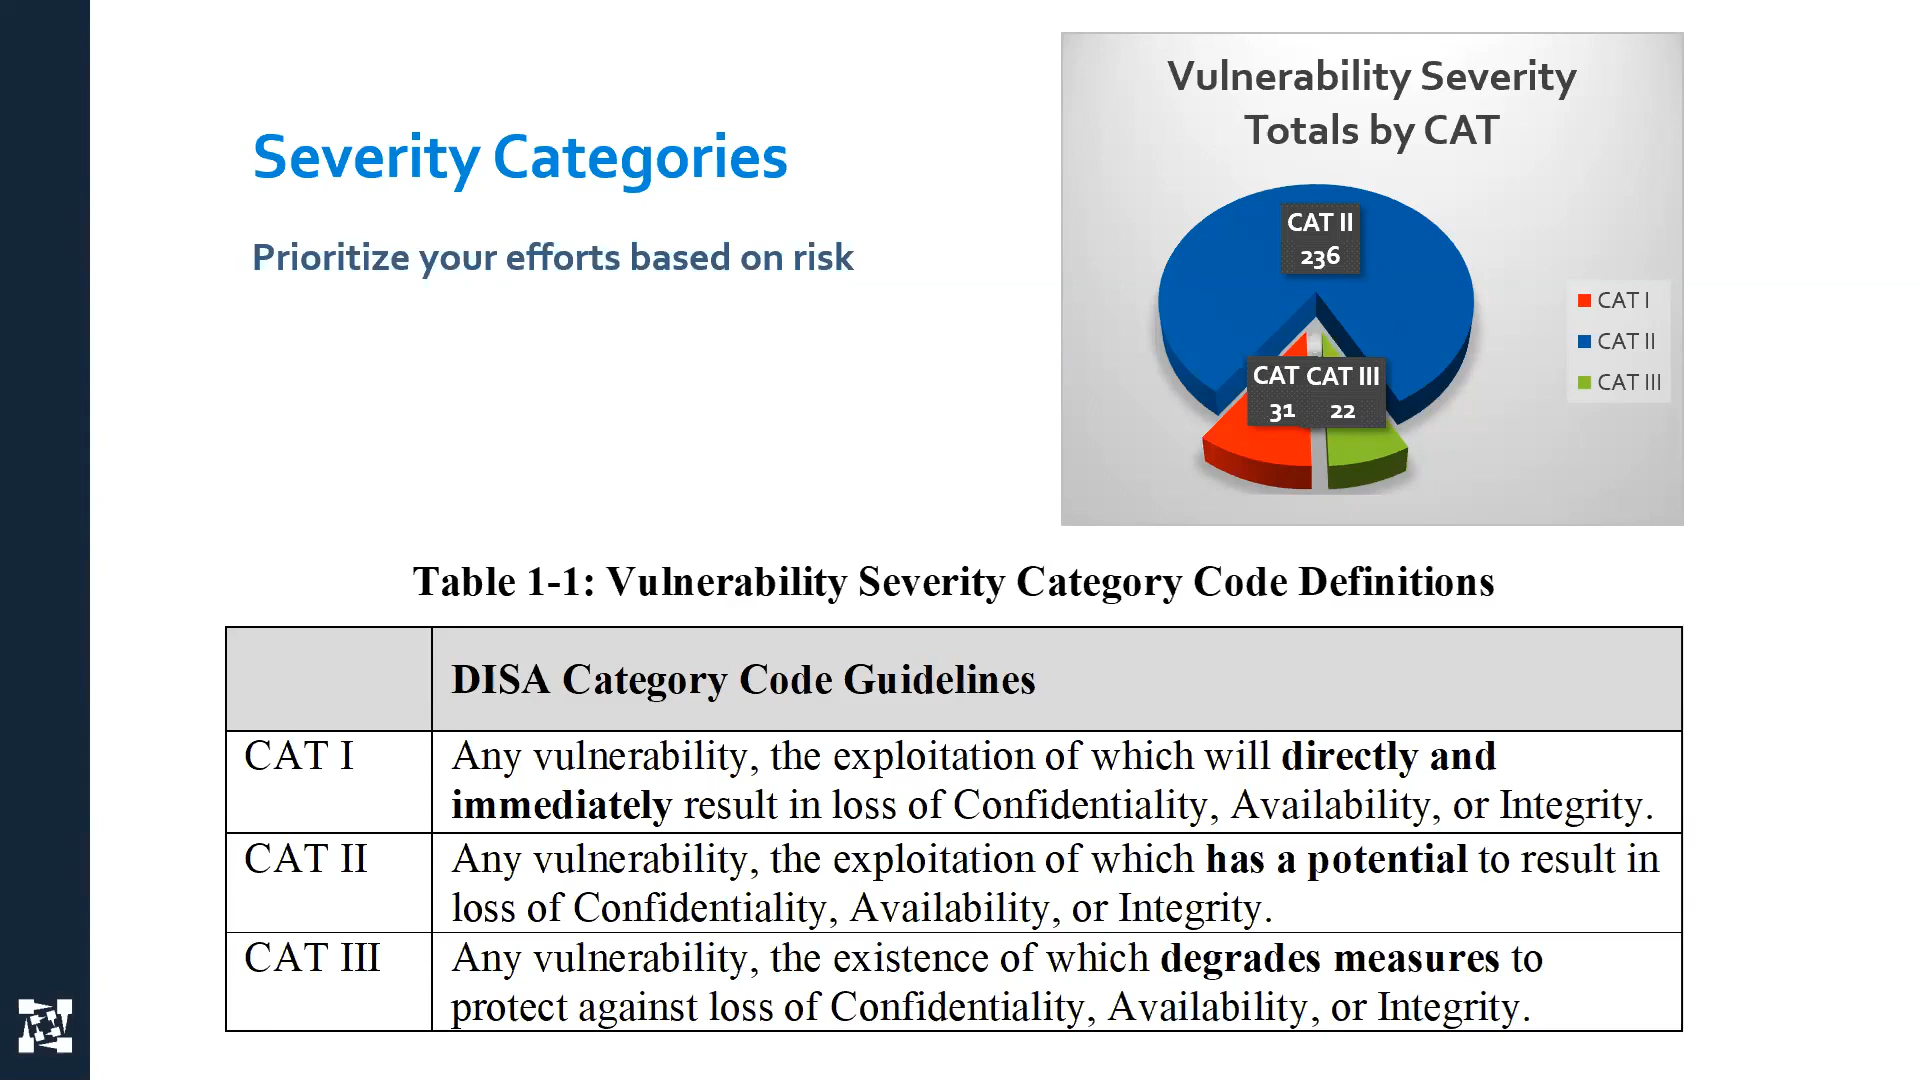 Severity Categories
Prioritize your efforts based on risk
Vulnerability Severity
Totals by CAT
CAT II
236
CAT CAT III
31 22
CAT I
CAT II
CAT III
Table 1-1: Vulnerability Severity Category Code Definitions
DISA Category Code Guidelines
CAT I
Any vulnerability, the exploitation of which will directly and
immediately result in loss of Confidentiality, Availability, or Integrity.
CAT II
Any vulnerability, the exploitation of which has a potential to result in
loss of Confidentiality, Availability, or Integrity.
CAT III
Any vulnerability, the existence of which degrades measures to
protect against loss of Confidentiality, Availability, or Integrity.